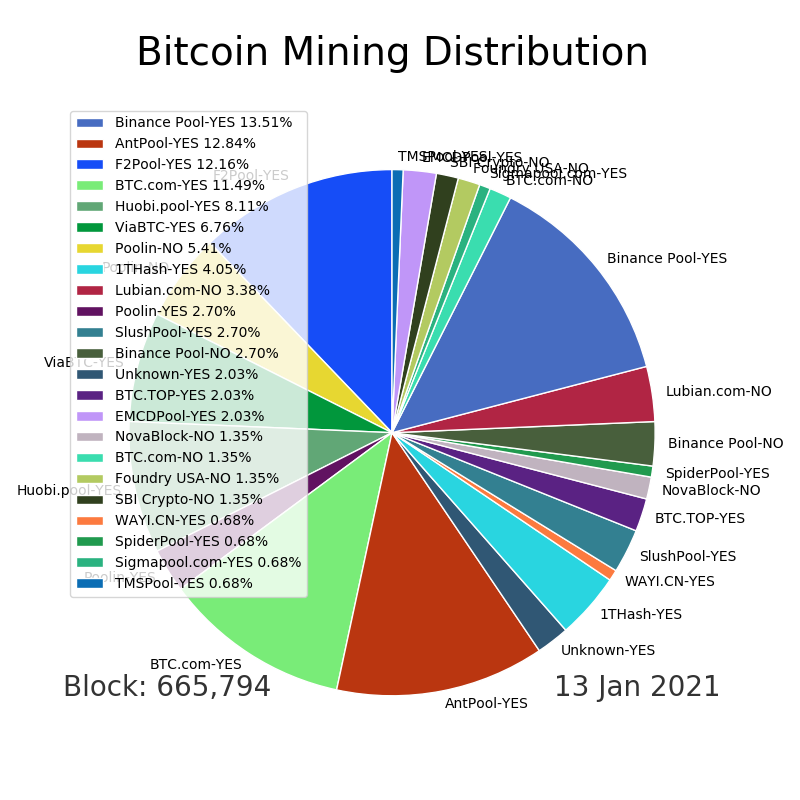 Bitcoin Mining Distribution
Binance Pool-YES 13.51%
AntPool-YES 12.84%
F2Pool-YES 12.16%
BTC.com-YES 11.49%
Huobi.pool-YES 8.11%
ViaBTC-YES 6.76%
Poolin-NO 5.41%
1THash-YES 4.05%
Lubian.com-NO 3.38%
Poolin-YES 2.70%
SlushPool-YES 2.70%
Binance Pool-NO 2.70%
Unknown-YES 2.03%
BTC.TOP-YES 2.03%
EMCDPool-YES 2.03%
NovaBlock-NO 1.35%
BTC.com-NO 1.35%
Foundry USA-NO 1.35%
SBI Crypto-NO 1.35%
WAYI.CN-YES 0.68%
SpiderPool-YES 0.68%
Sigmapool.com-YES 0.68%
TMSPool-YES 0.68%
TMSPool-YES
EMCDPool-YES
SBI Crypto-NO
Foundry USA-NO
Sigmapool.com-YES
BTC.com-NO
Binance Pool-YES
Lubian.com-NO
Binance Pool-NO
SpiderPool-YES
NovaBlock-NO
BTC.TOP-YES
SlushPool-YES
WAYI.CN-YES
1THash-YES
Unknown-YES
AntPool-YES
BTC.com-YES
Poolin-YES
Huobi.pool-YES
ViaBTC-YES
Poolin-NO
F2Pool-YES
Block: 665,794
13 Jan 2021